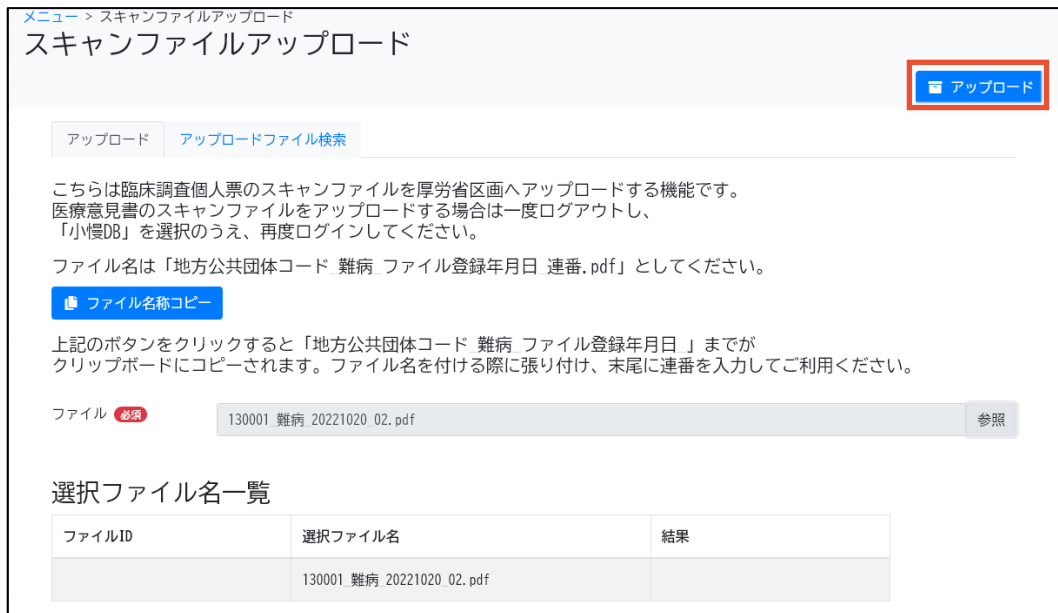 メニュー > スキャンファイルアップロード
スキャンファイルアップロード
アップロード
アップロード アップロードファイル検索
こちらは臨床調査個人票のスキャンファイルを厚労省区画へアップロードする機能です。
医療意見書のスキャンファイルをアップロードする場合は一度ログアウトし、
「小慢DB」を選択のうえ、再度ログインしてください。
ファイル名は「地方公共団体コード_難病_ファイル登録年月日_連番.pdf」としてください。
ファイル名称コピー
上記のボタンをクリックすると「地方公共団体コード_難病_ファイル登録年月日_」までが
クリップボードにコピーされます。ファイル名を付ける際に張り付け、末尾に連番を入力してご利用ください。
ファイル 必須 130001_難病_20221020_02.pdf 参照
選択ファイル名一覧
ファイルID 選択ファイル名 結果
130001_難病_20221020_02.pdf